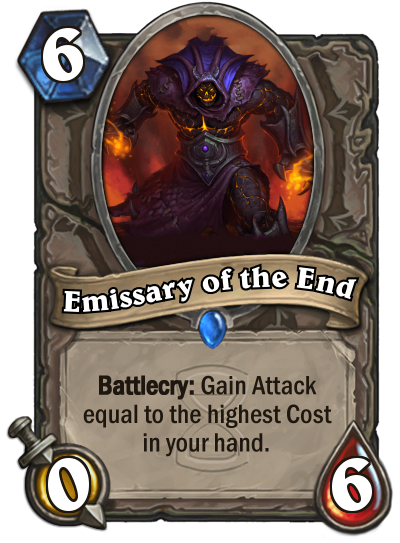 6
Emissary of the End
Battlecry: Gain Attack
equal to the highest Cost
in your hand.
0
6